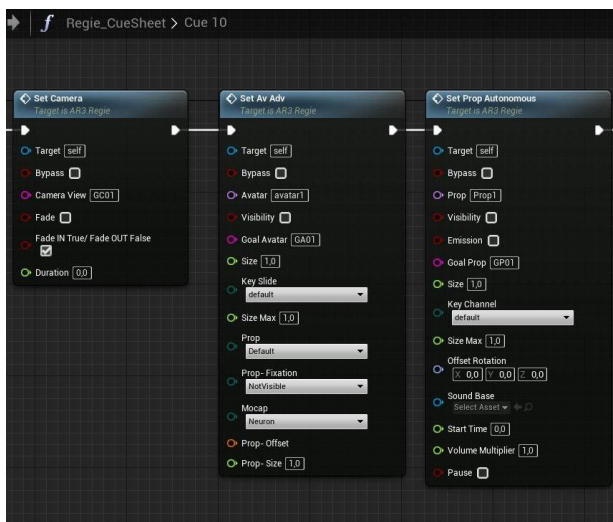 f Regie_CueSheet > Cue 10
Set Camera
Target is AR3 Regie
Target self
Bypass
Camera View GC01
Fade
Fade IN True/ Fade OUT False
Duration 0,0
Set Av Adv
Target is AR3 Regie
Target self
Bypass
Avatar avatar1
Visibility
Goal Avatar GA01
Size 1,0
Key Slide
default
Size Max 1,0
Prop
Default
Prop- Fixation
NotVisible
Mocap
Neuron
Prop- Offset
Prop- Size 1,0
Set Prop Autonomous
Target is AR3 Regie
Target self
Bypass
Prop Prop1
Visibility
Emission
Goal Prop GP01
Size 1,0
Key Channel
default
Size Max 1,0
Offset Rotation
X 0,0 Y 0,0 Z 0,0
Sound Base
Select Asset
Start Time 0,0
Volume Multiplier 1,0
Pause